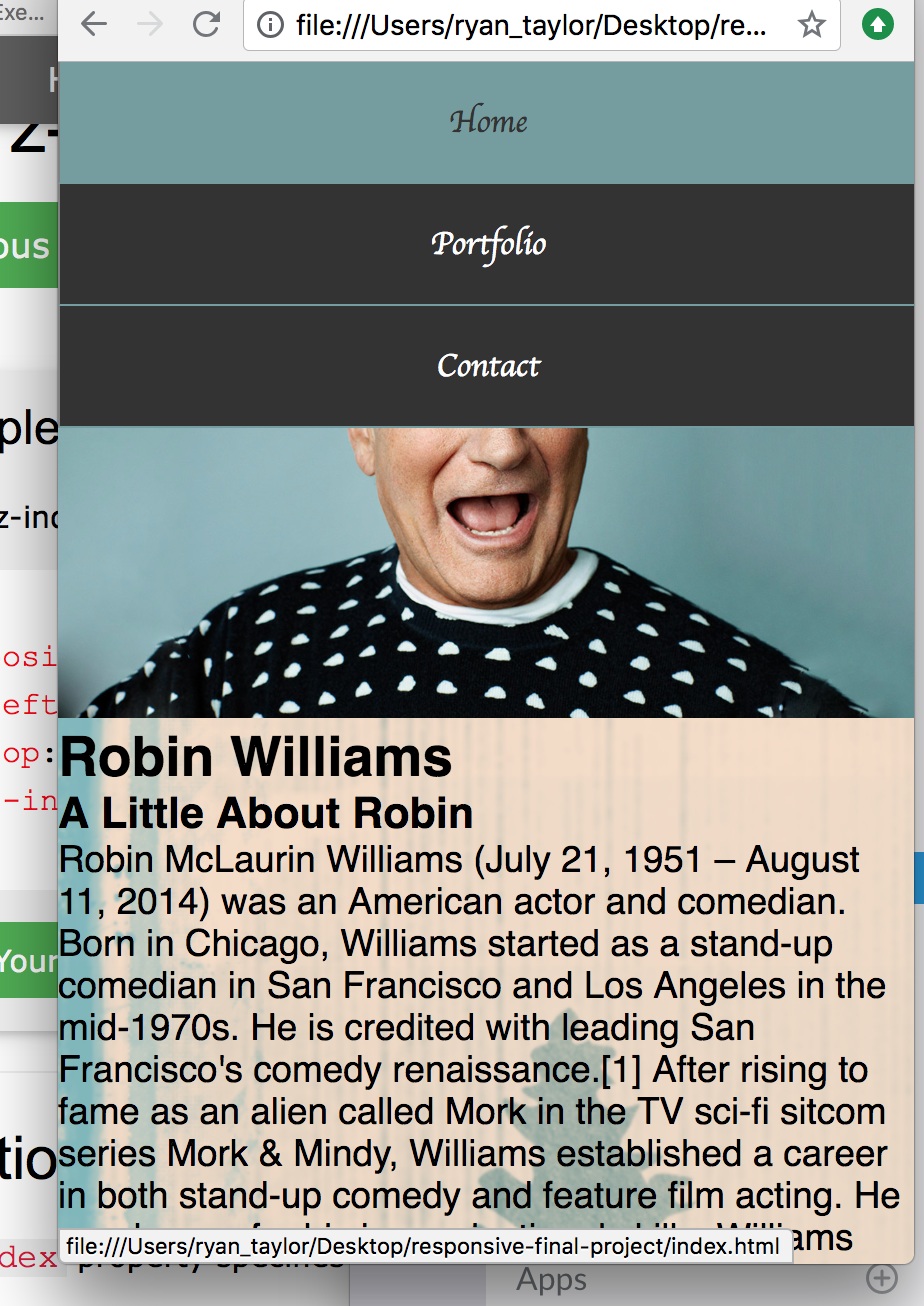 Exe...
file:///Users/ryan_taylor/Desktop/re...
H
z-
Home
ous
Portfolio
Contact
ple
z-ind
osi
eft
op:
-in
Robin Williams
A Little About Robin
Robin McLaurin Williams (July 21, 1951 – August
11, 2014) was an American actor and comedian.
Born in Chicago, Williams started as a stand-up
Your
comedian in San Francisco and Los Angeles in the
mid-1970s. He is credited with leading San
Francisco's comedy renaissance.[1] After rising to
fame as an alien called Mork in the TV sci-fi sitcom
tio
series Mork & Mindy, Williams established a career
in both stand-up comedy and feature film acting. He
ams
file:///Users/ryan_taylor/Desktop/responsive-final-project/index.html
dex property specifies
Apps